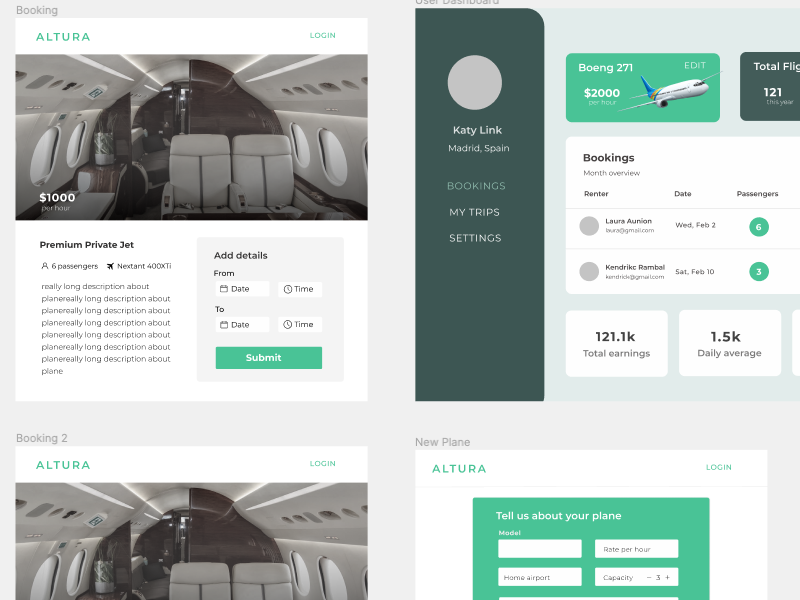 Booking
ALTURA
LOGIN
$1000
per hour
Premium Private Jet
6 passengers
Nextant 400XTi
really long description about
planereally long description about
planereally long description about
planereally long description about
planereally long description about
planereally long description about
planereally long description about
plane
Add details
From
Date
Time
To
Date
Time
Submit
User Dashboard
Katy Link
Madrid, Spain
BOOKINGS
MY TRIPS
SETTINGS
Boeng 271
EDIT
$2000
per hour
Total Flig
121
this year
Bookings
Month overview
Renter
Date
Passengers
Laura Aunion
laura@gmail.com
Wed, Feb 2
6
Kendrikc Rambal
kendrick@gmail.com
Sat, Feb 10
3
121.1k
Total earnings
1.5k
Daily average
Booking 2
ALTURA
LOGIN
New Plane
ALTURA
LOGIN
Tell us about your plane
Model
Rate per hour
Home airport
Capacity − 3 +